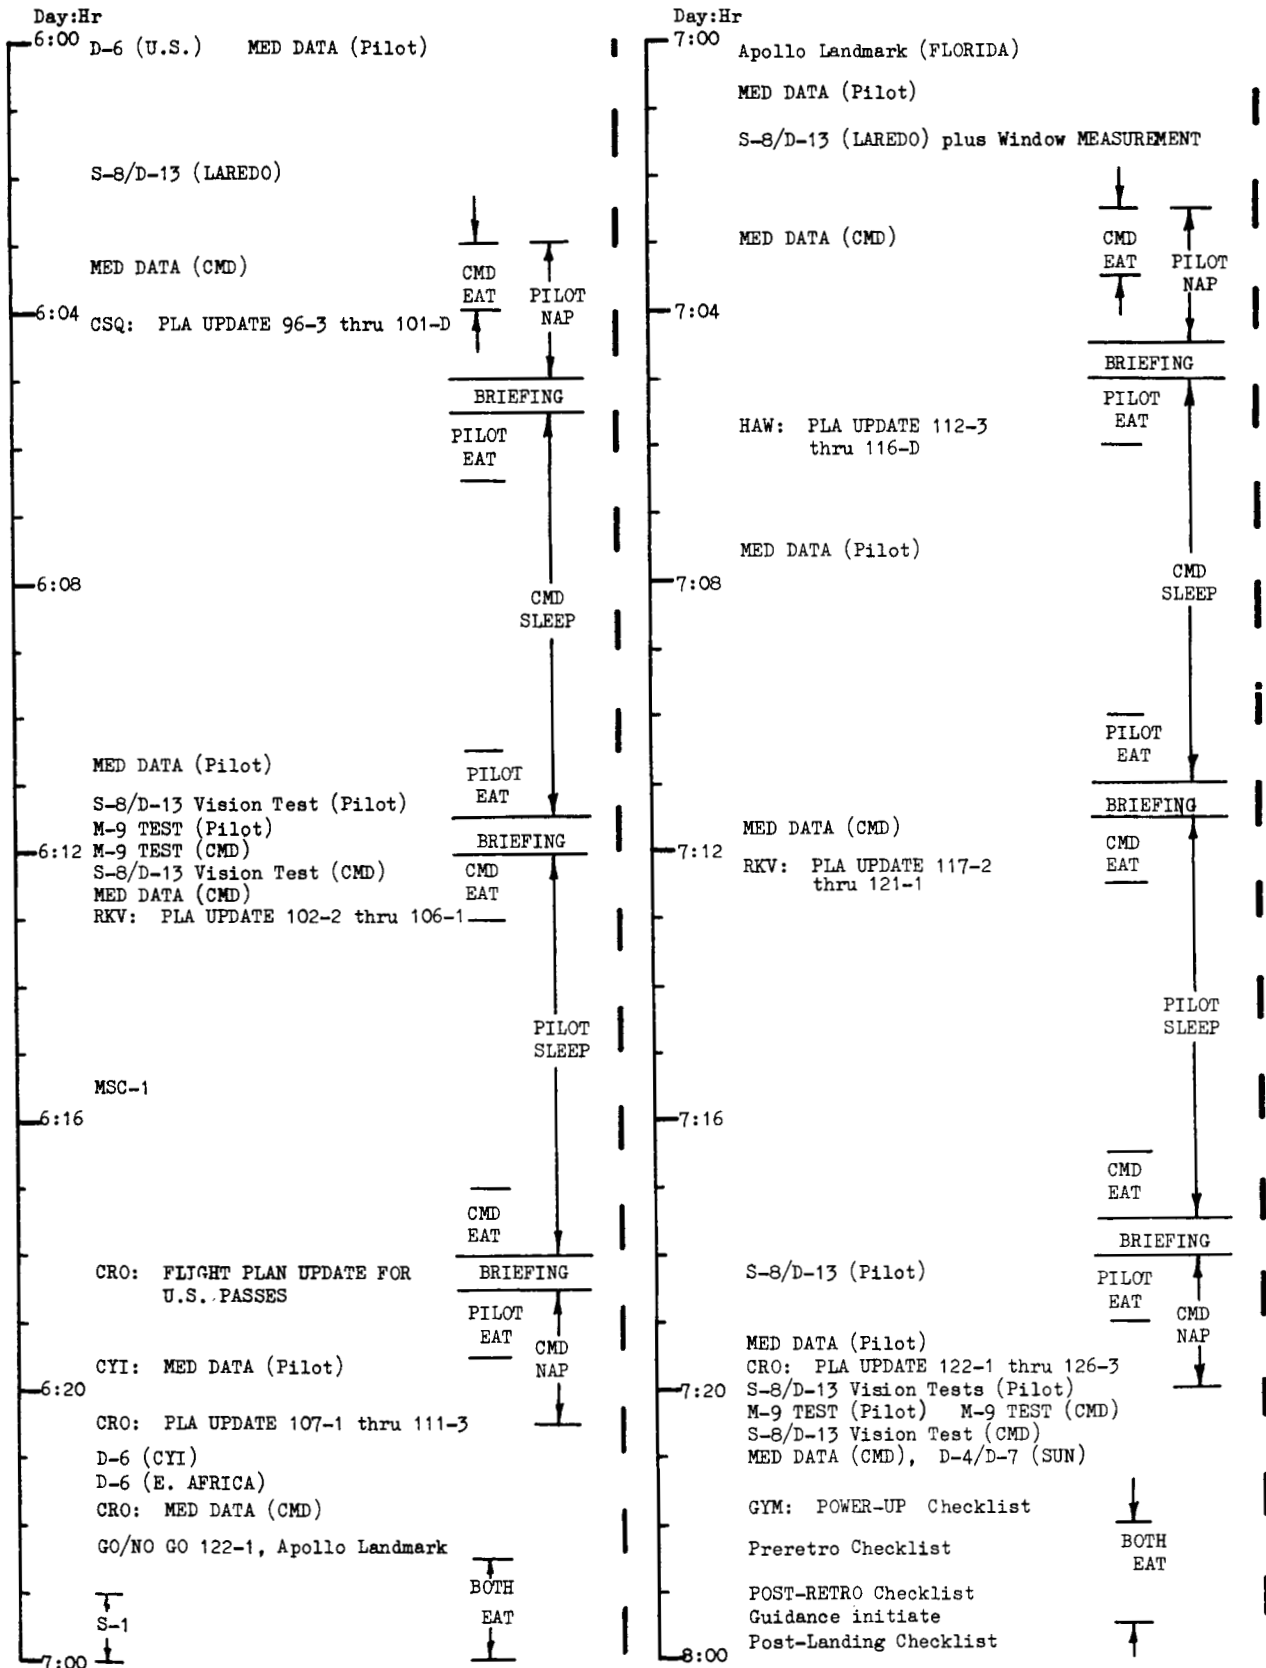 Day:Hr
6:00 D-6 (U.S.) MED DATA (Pilot)
S-8/D-13 (LAREDO)
MED DATA (CMD)
CMD
EAT
PILOT
NAP
6:04
CSQ: PLA UPDATE 96-3 thru 101-D
BRIEFING
PILOT
EAT
6:08
CMD
SLEEP
MED DATA (Pilot)
PILOT
EAT
S-8/D-13 Vision Test (Pilot)
M-9 TEST (Pilot)
BRIEFING
6:12 M-9 TEST (CMD)
S-8/D-13 Vision Test (CMD)
CMD
EAT
MED DATA (CMD)
RKV: PLA UPDATE 102-2 thru 106-1
PILOT
SLEEP
MSC-1
6:16
CMD
EAT
CRO: FLIGHT PLAN UPDATE FOR
U.S. PASSES
BRIEFING
PILOT
EAT
CMD
NAP
CYI: MED DATA (Pilot)
6:20
CRO: PLA UPDATE 107-1 thru 111-3
D-6 (CYI)
D-6 (E. AFRICA)
CRO: MED DATA (CMD)
GO/NO GO 122-1, Apollo Landmark
BOTH
EAT
S-1
7:00
Day:Hr
7:00
Apollo Landmark (FLORIDA)
MED DATA (Pilot)
S-8/D-13 (LAREDO) plus Window MEASUREMENT
MED DATA (CMD)
CMD
EAT
PILOT
NAP
7:04
BRIEFING
PILOT
EAT
HAW: PLA UPDATE 112-3
thru 116-D
MED DATA (Pilot)
7:08
CMD
SLEEP
PILOT
EAT
BRIEFING
MED DATA (CMD)
7:12
CMD
EAT
RKV: PLA UPDATE 117-2
thru 121-1
PILOT
SLEEP
7:16
CMD
EAT
BRIEFING
S-8/D-13 (Pilot)
PILOT
EAT
CMD
NAP
MED DATA (Pilot)
CRO: PLA UPDATE 122-1 thru 126-3
7:20 S-8/D-13 Vision Tests (Pilot)
M-9 TEST (Pilot) M-9 TEST (CMD)
S-8/D-13 Vision Test (CMD)
MED DATA (CMD), D-4/D-7 (SUN)
GYM: POWER-UP Checklist
Preretro Checklist
BOTH
EAT
POST-RETRO Checklist
Guidance initiate
Post-Landing Checklist
8:00